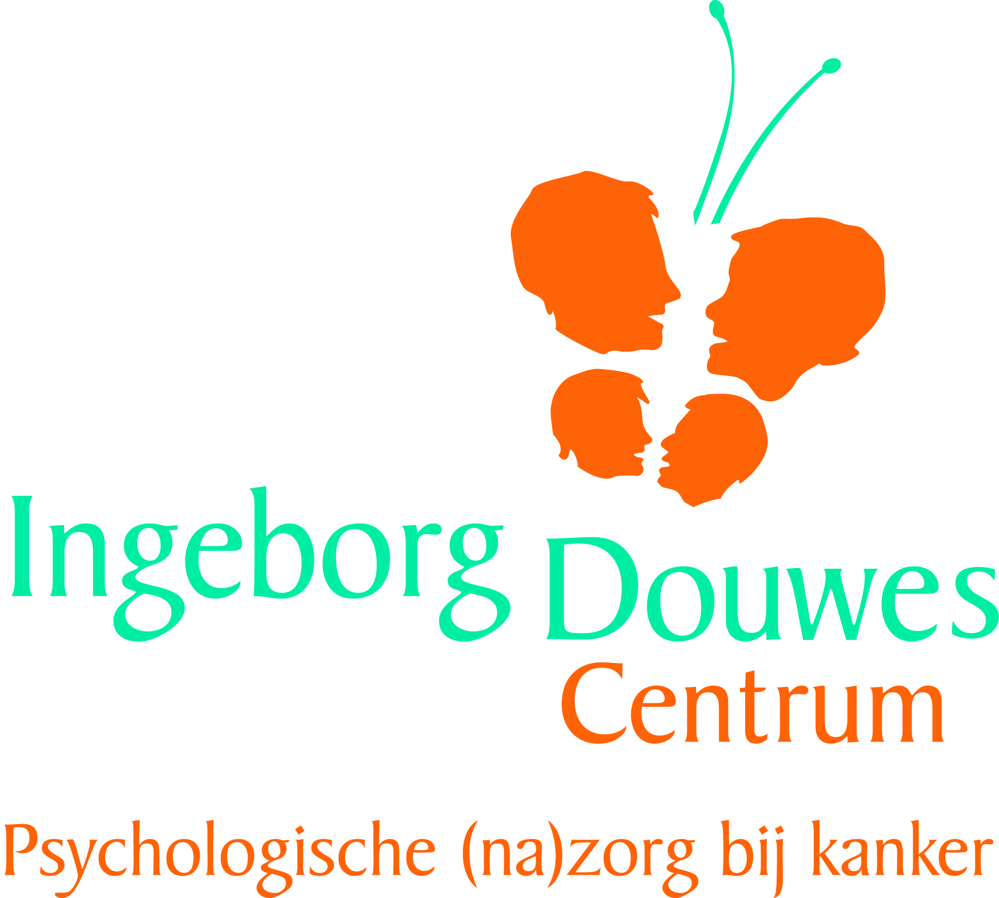 Ingeborg Douwes
Centrum
Psychologische (na)zorg bij kanker